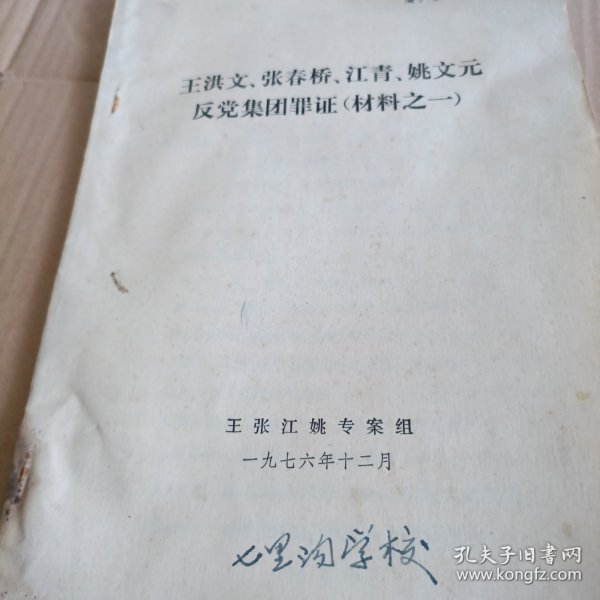 王洪文、张春桥、江青、姚文元
反党集团罪证(材料之一)
王张江姚专案组
一九七六年十二月
七里沟学校
孔夫子旧书网
www.kongfz.com